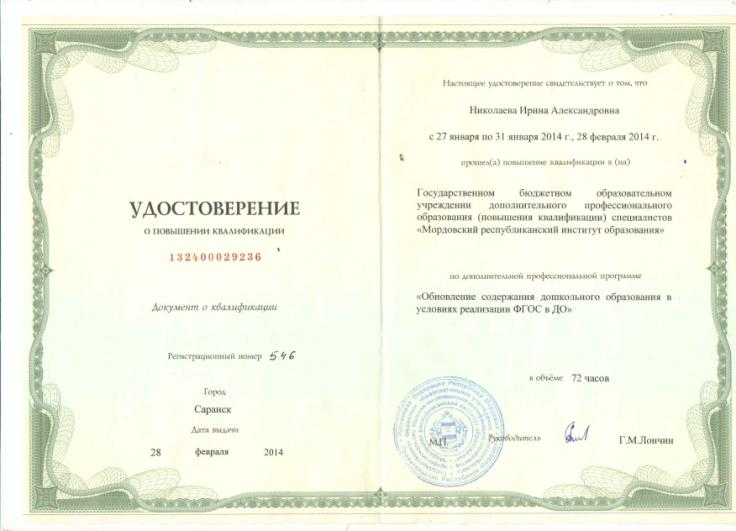 УДОСТОВЕРЕНИЕ
О ПОВЫШЕНИИ КВАЛИФИКАЦИИ
132400029236
Документ о квалификации
Регистрационный номер 546
Город
Саранск
Дата выдачи
28 февраля 2014
Настоящее удостоверение свидетельствует о том, что
Николаева Ирина Александровна
с 27 января по 31 января 2014 г., 28 февраля 2014 г.
прошел(а) повышение квалификации в (на)
Государственном бюджетном образовательном
учреждении дополнительного профессионального
образования (повышения квалификации) специалистов
«Мордовский республиканский институт образования»
по дополнительной профессиональной программе
«Обновление содержания дошкольного образования в
условиях реализации ФГОС в ДО»
в объёме 72 часов
М.П. Руководитель Г.М.Лончин